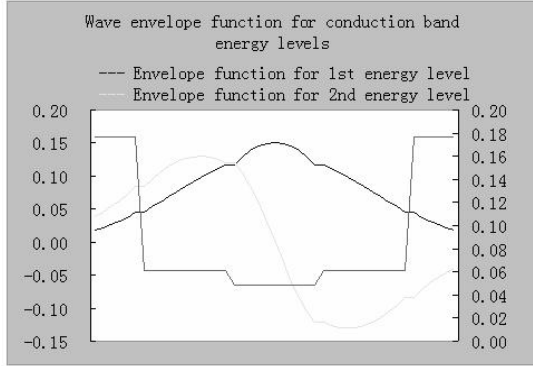 Wave envelope function for conduction band
energy levels
Envelope function for 1st energy level
Envelope function for 2nd energy level
0.20 0.20
0.18
0.15 0.16
0.14
0.10 0.12
0.05 0.10
0.00 0.08
-0.05 0.06
0.04
-0.10 0.02
-0.15 0.00